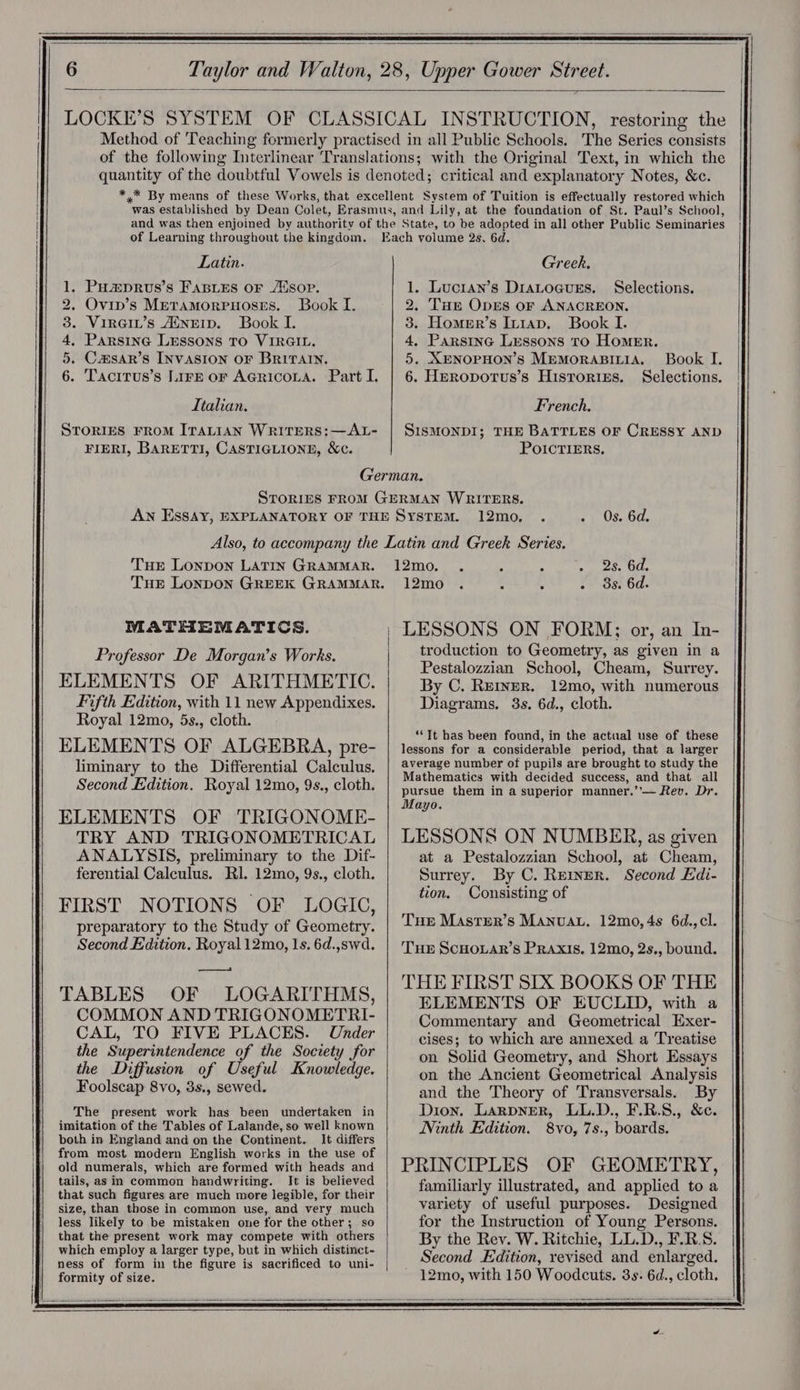 6 Taylor and Walton, 28, Upper Gower Street.
LOCKE'S SYSTEM OF CLASSICAL INSTRUCTION, restoring the
Method of Teaching formerly practised in all Public Schools. The Series consists
of the following Interlinear Translations; with the Original Text, in which the
quantity of the doubtful Vowels is denoted; critical and explanatory Notes, &c.
*⁎* By means of these Works, that excellent System of Tuition is effectually restored which
was established by Dean Colet, Erasmus, and Lily, at the foundation of St. Paul's School,
and was then enjoined by authority of the State, to be adopted in all other Public Seminaries
of Learning throughout the kingdom. Each volume 2s. 6d.
Latin.
1. PHÆDRUS'S FABLES OF ÆSOP.
2. OVID'S METAMORPHOSES. Book I.
3. VIRGIL'S ÆNEID. Book I.
4. PARSING LESSONS TO VIRGIL.
5. CÆSAR'S INVASION OF BRITAIN.
6. TACITUS'S LIFE OF AGRICOLA. Part I.
Greek.
1. LUCIAN'S DIALOGUES. Selections.
2. THE ODES OF ANACREON.
3. HOMER'S ILIAD. Book I.
4. PARSING LESSONS TO HOMER.
5. XENOPHON'S MEMORABILIA. Book I.
6. HERODOTUS'S HISTORIES. Selections.
Italian.
STORIES FROM ITALIAN WRITERS:—AL-
FIERI, BARETTI, CASTIGLIONE, &c.
French.
SISMONDI; THE BATTLES OF CRESSY AND
POICTIERS.
German.
STORIES FROM GERMAN WRITERS.
AN ESSAY, EXPLANATORY OF THE SYSTEM. 12mo. . . 0s. 6d.
Also, to accompany the Latin and Greek Series.
THE LONDON LATIN GRAMMAR. 12mo. . . . . 2s. 6d.
THE LONDON GREEK GRAMMAR. 12mo . . . . 3s. 6d.
MATHEMATICS.
Professor De Morgan's Works.
ELEMENTS OF ARITHMETIC.
Fifth Edition, with 11 new Appendixes.
Royal 12mo, 5s., cloth.
ELEMENTS OF ALGEBRA, pre-
liminary to the Differential Calculus.
Second Edition. Royal 12mo, 9s., cloth.
ELEMENTS OF TRIGONOME-
TRY AND TRIGONOMETRICAL
ANALYSIS, preliminary to the Dif-
ferential Calculus. Rl. 12mo, 9s., cloth.
FIRST NOTIONS OF LOGIC,
preparatory to the Study of Geometry.
Second Edition. Royal 12mo, 1s. 6d., swd.
TABLES OF LOGARITHMS,
COMMON AND TRIGONOMETRI-
CAL, TO FIVE PLACES. Under
the Superintendence of the Society for
the Diffusion of Useful Knowledge.
Foolscap 8vo, 3s., sewed.
The present work has been undertaken in
imitation of the Tables of Lalande, so well known
both in England and on the Continent. It differs
from most modern English works in the use of
old numerals, which are formed with heads and
tails, as in common handwriting. It is believed
that such figures are much more legible, for their
size, than those in common use, and very much
less likely to be mistaken one for the other; so
that the present work may compete with others
which employ a larger type, but in which distinct-
ness of form in the figure is sacrificed to uni-
formity of size.
LESSONS ON FORM; or, an In-
troduction to Geometry, as given in a
Pestalozzian School, Cheam, Surrey.
By C. REINER. 12mo, with numerous
Diagrams. 3s. 6d., cloth.
"It has been found, in the actual use of these
lessons for a considerable period, that a larger
average number of pupils are brought to study the
Mathematics with decided success, and that all
pursue them in a superior manner."—Rev. Dr.
Mayo.
LESSONS ON NUMBER, as given
at a Pestalozzian School, at Cheam,
Surrey. By C. REINER. Second Edi-
tion. Consisting of
THE MASTER'S MANUAL. 12mo, 4s 6d., cl.
THE SCHOLAR'S PRAXIS. 12mo, 2s., bound.
THE FIRST SIX BOOKS OF THE
ELEMENTS OF EUCLID, with a
Commentary and Geometrical Exer-
cises; to which are annexed a Treatise
on Solid Geometry, and Short Essays
on the Ancient Geometrical Analysis
and the Theory of Transversals. By
DION. LARDNER, LL.D., F.R.S., &c.
Ninth Edition. 8vo, 7s., boards.
PRINCIPLES OF GEOMETRY,
familiarly illustrated, and applied to a
variety of useful purposes. Designed
for the Instruction of Young Persons.
By the Rev. W. Ritchie, LL.D., F.R.S.
Second Edition, revised and enlarged.
12mo, with 150 Woodcuts. 3s. 6d., cloth.